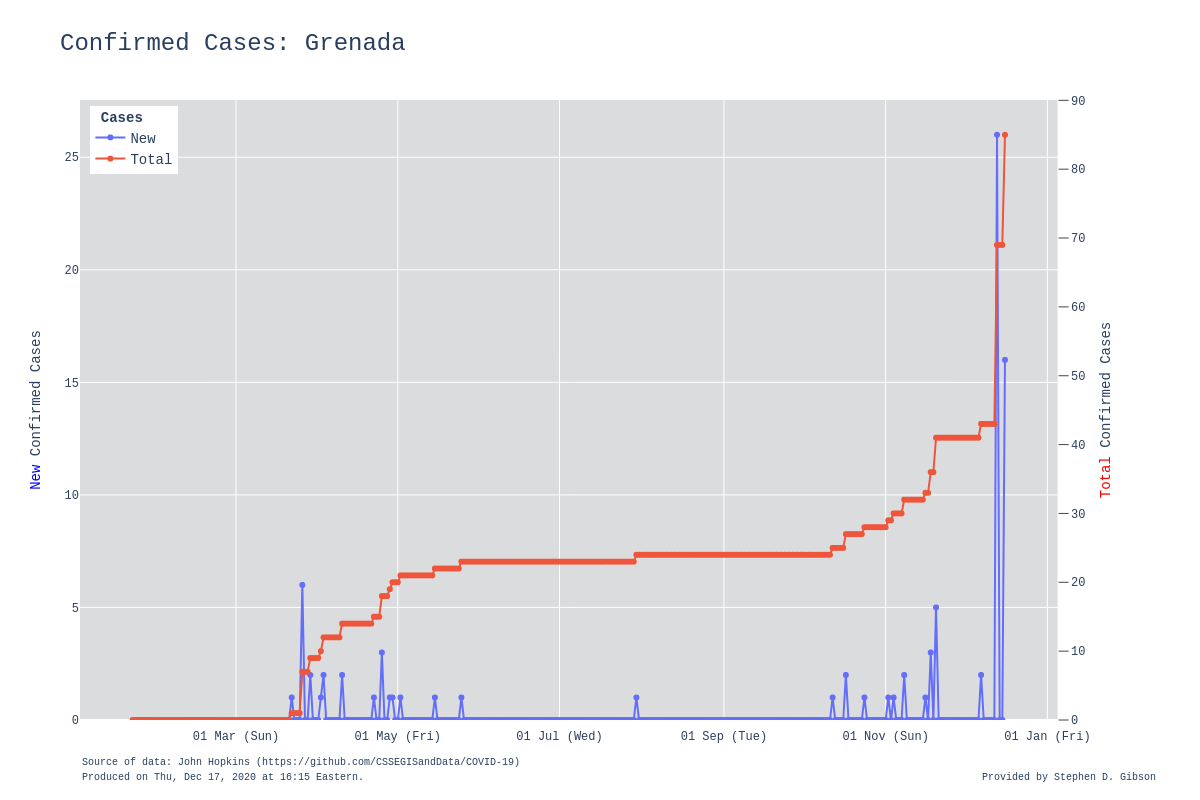 Confirmed Cases: Grenada
Cases
New
Total
25
20
15
10
5
0
90
80
70
60
50
40
30
20
10
0
New Confirmed Cases
Total Confirmed Cases
01 Mar (Sun)
01 May (Fri)
01 Jul (Wed)
01 Sep (Tue)
01 Nov (Sun)
01 Jan (Fri)
Source of data: John Hopkins (https://github.com/CSSEGISandData/COVID-19)
Produced on Thu, Dec 17, 2020 at 16:15 Eastern.
Provided by Stephen D. Gibson